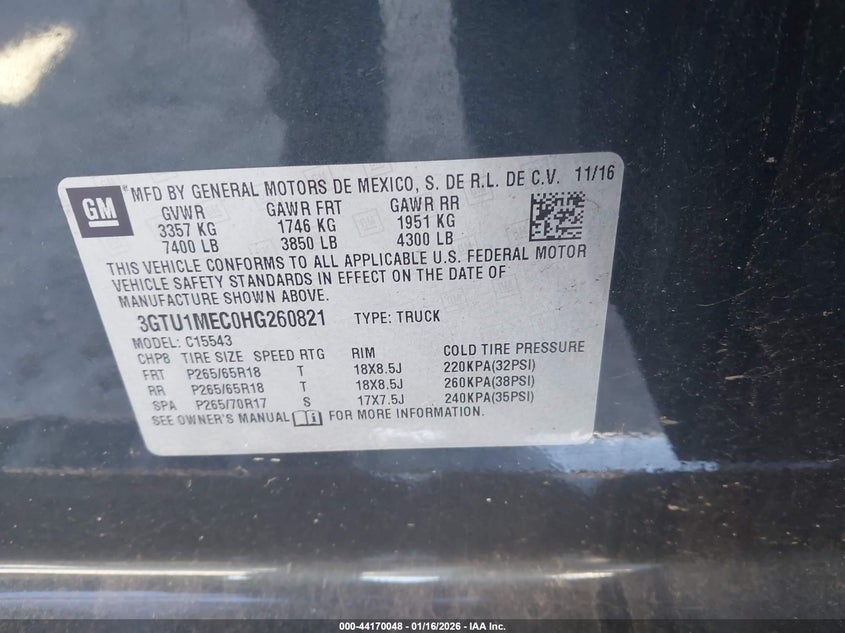 GM
® MFD BY GENERAL MOTORS DE MEXICO, S. DE R.L. DE C.V. 11/16
GVWR GAWR FRT GAWR RR
3357 KG 1746 KG 1951 KG
7400 LB 3850 LB 4300 LB
THIS VEHICLE CONFORMS TO ALL APPLICABLE U.S. FEDERAL MOTOR
VEHICLE SAFETY STANDARDS IN EFFECT ON THE DATE OF
MANUFACTURE SHOWN ABOVE.
3GTU1MEC0HG260821 TYPE: TRUCK
MODEL: C15543
CHP8 TIRE SIZE SPEED RTG RIM COLD TIRE PRESSURE
FRT P265/65R18 T 18X8.5J 220KPA(32PSI)
RR P265/65R18 T 18X8.5J 260KPA(38PSI)
SPA P265/70R17 S 17X7.5J 240KPA(35PSI)
SEE OWNER'S MANUAL FOR MORE INFORMATION.
000-44170048 - 01/16/2026 - IAA Inc.